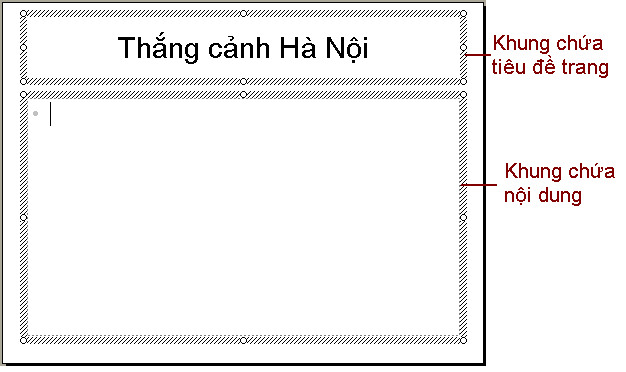 Thắng cảnh Hà Nội
Khung chứa
tiêu đề trang
Khung chứa
nội dung